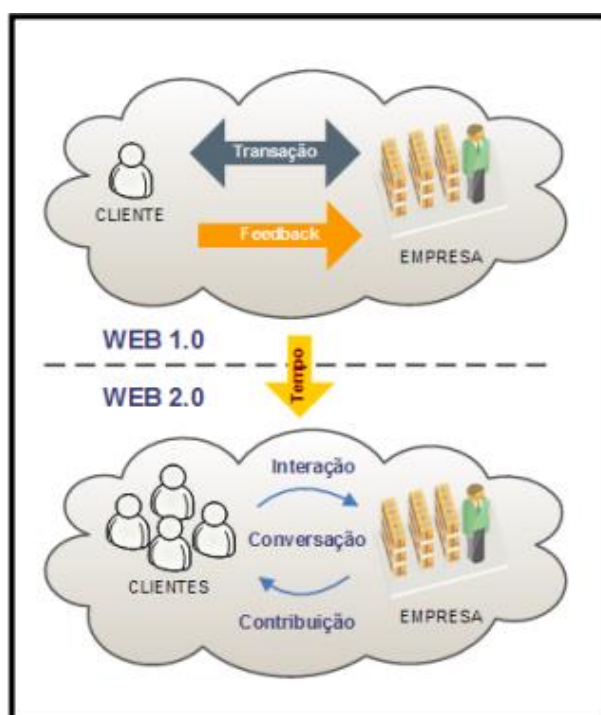 Transação
CLIENTE
Feedback
EMPRESA
WEB 1.0
Tempo
WEB 2.0
Interação
Conversação
CLIENTES
Contribuição
EMPRESA